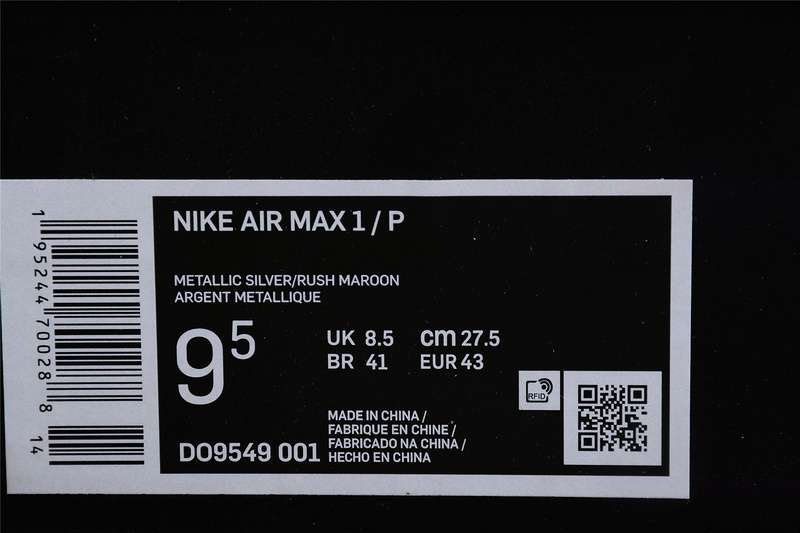 NIKE AIR MAX 1 / P
METALLIC SILVER/RUSH MAROON
ARGENT METALLIQUE
9 5
UK 8.5 cm 27.5
BR 41 EUR 43
RFID
MADE IN CHINA /
FABRIQUE EN CHINE /
FABRICADO NA CHINA /
HECHO EN CHINA
DO9549 001
1 95244 70028 8 14